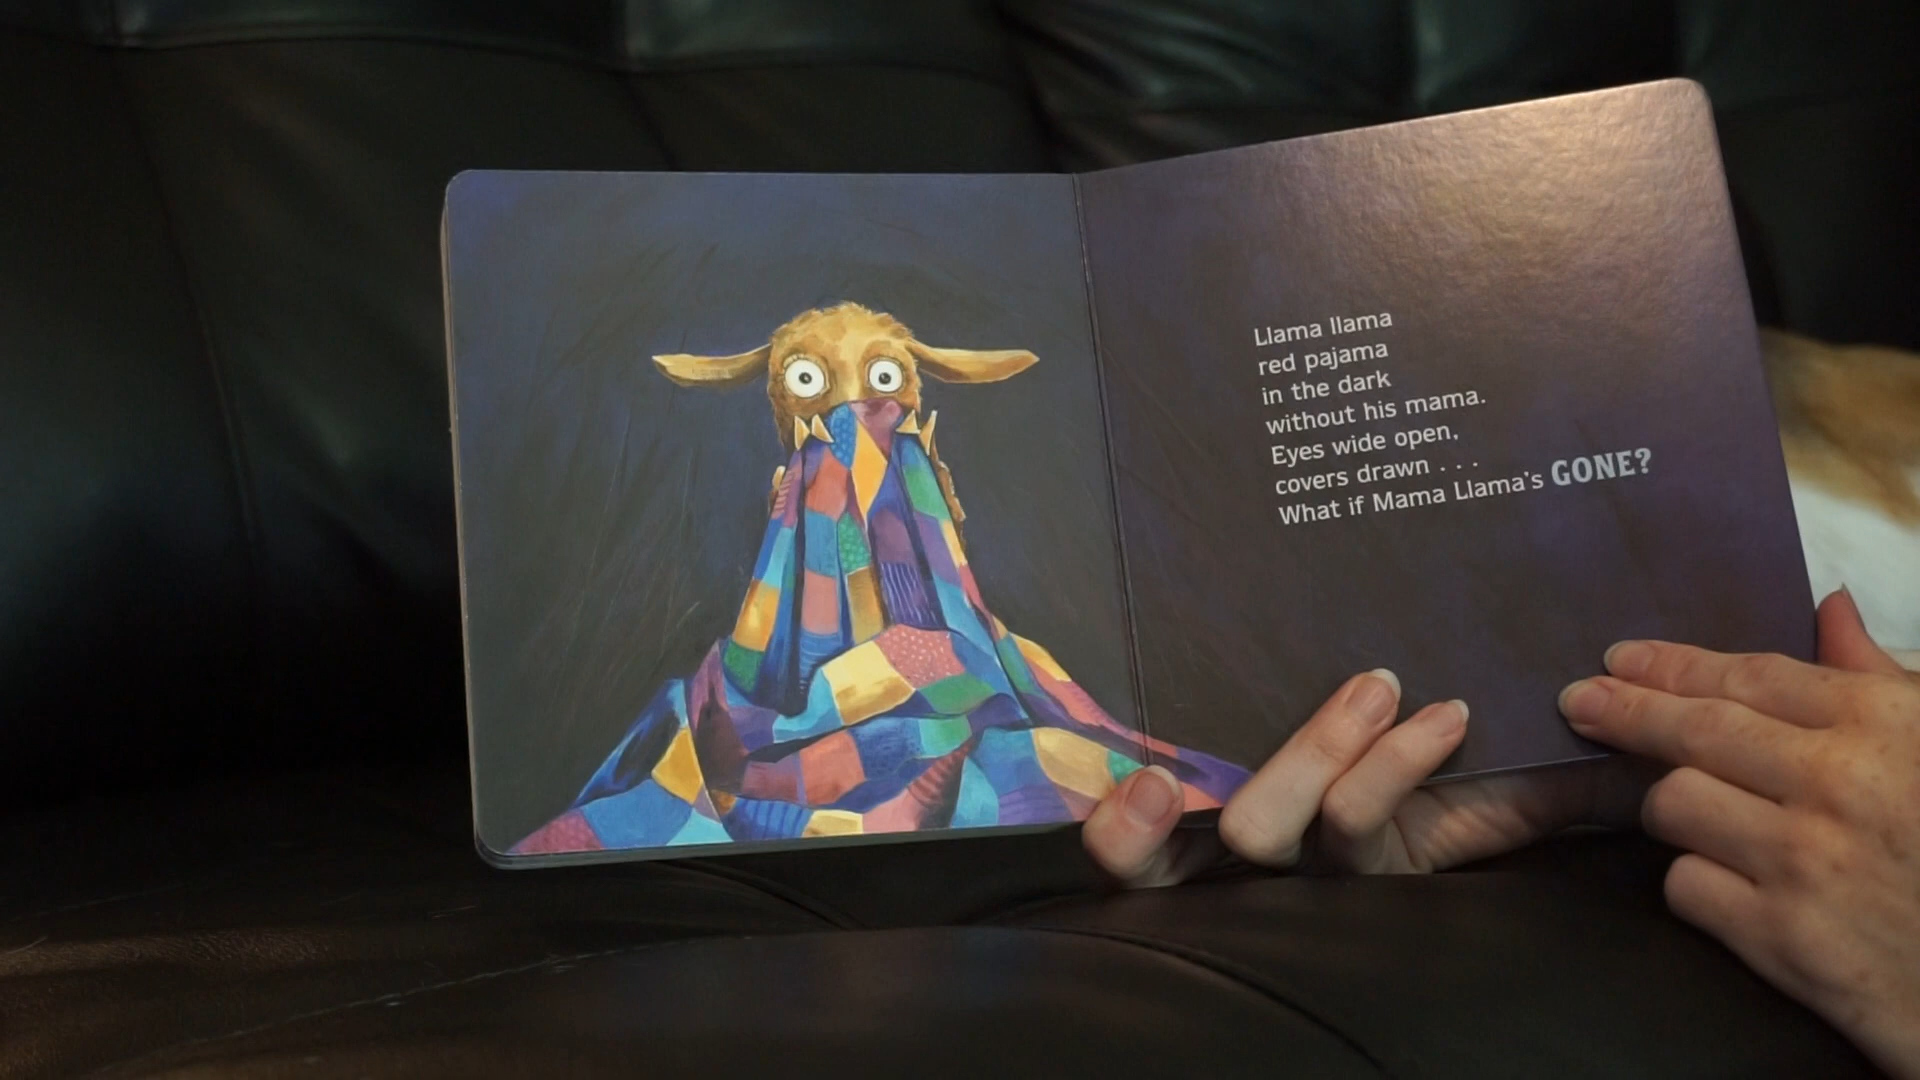 Llama llama
red pajama
in the dark
without his mama.
Eyes wide open,
covers drawn . . .
What if Mama Llama's GONE?